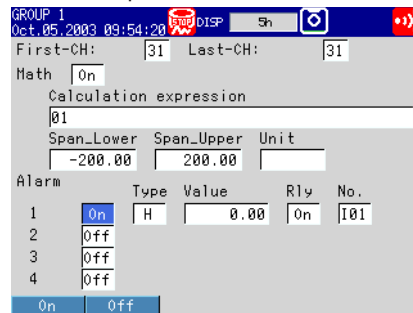 GROUP 1
Oct.05.2003 09:54:20 STOP DISP 5h
First-CH: 31 Last-CH: 31
Math On
Calculation expression
01
Span_Lower Span_Upper Unit
-200.00 200.00
Alarm
Type Value Rly No.
1 On H 0.00 On I01
2 Off
3 Off
4 Off
On Off